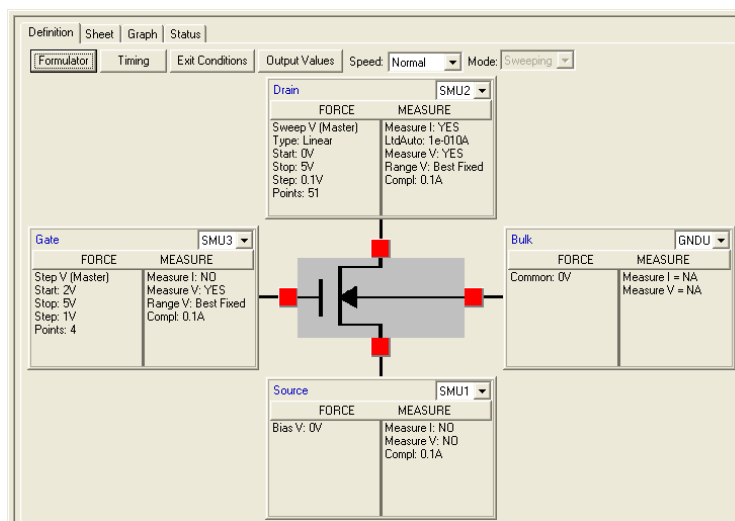 Definition Sheet Graph Status
Formulator Timing Exit Conditions Output Values Speed: Normal Mode: Sweeping
Drain SMU2
FORCE MEASURE
Sweep V (Master)
Type: Linear
Start: 0V
Stop: 5V
Step: 0.1V
Points: 51
Measure I: YES
LtdAuto: 1e-010A
Measure V: YES
Range V: Best Fixed
Compl: 0.1A
Gate SMU3
FORCE MEASURE
Step V (Master)
Start: 2V
Stop: 5V
Step: 1V
Points: 4
Measure I: NO
Measure V: YES
Range V: Best Fixed
Compl: 0.1A
Bulk GNDU
FORCE MEASURE
Common: 0V
Measure I = NA
Measure V = NA
Source SMU1
FORCE MEASURE
Bias V: 0V
Measure I: NO
Measure V: NO
Compl: 0.1A